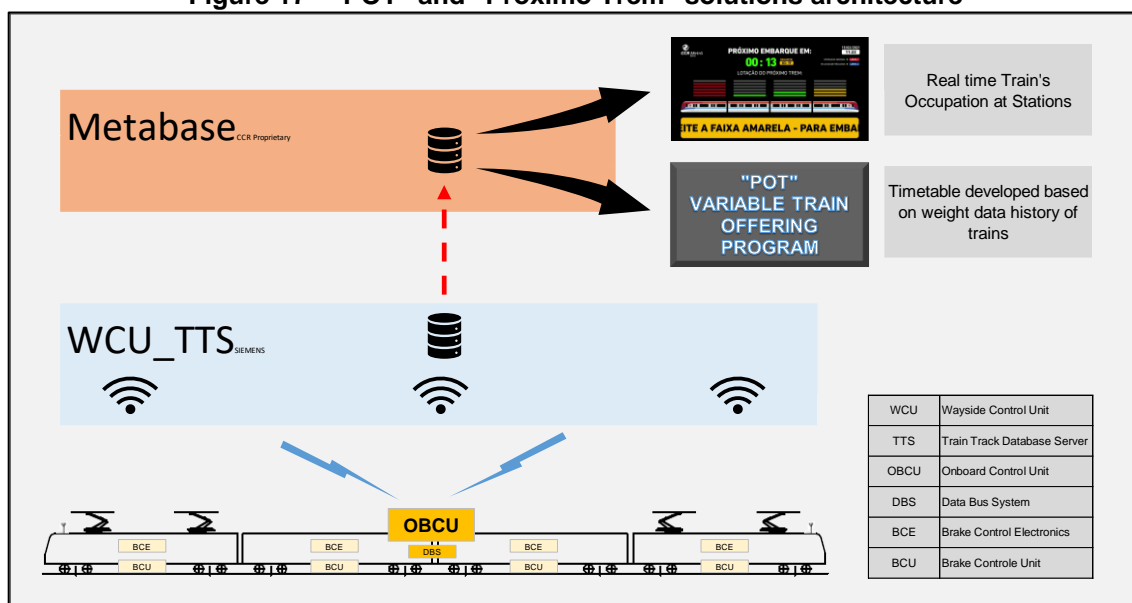 Figure 17 – "POT" and "Próximo Trem" solutions architecture
PRÓXIMO EMBARQUE EM:
00 : 13
LOTAÇÃO DO PRÓXIMO TREM:
EITE A FAIXA AMARELA - PARA EMBA
Real time Train's
Occupation at Stations
Metabase CCR Proprietary
"POT"
VARIABLE TRAIN
OFFERING
PROGRAM
Timetable developed based
on weight data history of
trains
WCU_TTS SIEMENS
WCU Wayside Control Unit
TTS Train Track Database Server
OBCU Onboard Control Unit
DBS Data Bus System
BCE Brake Control Electronics
BCU Brake Controle Unit
OBCU
DBS
BCE BCE BCE BCE
BCU BCU BCU BCU